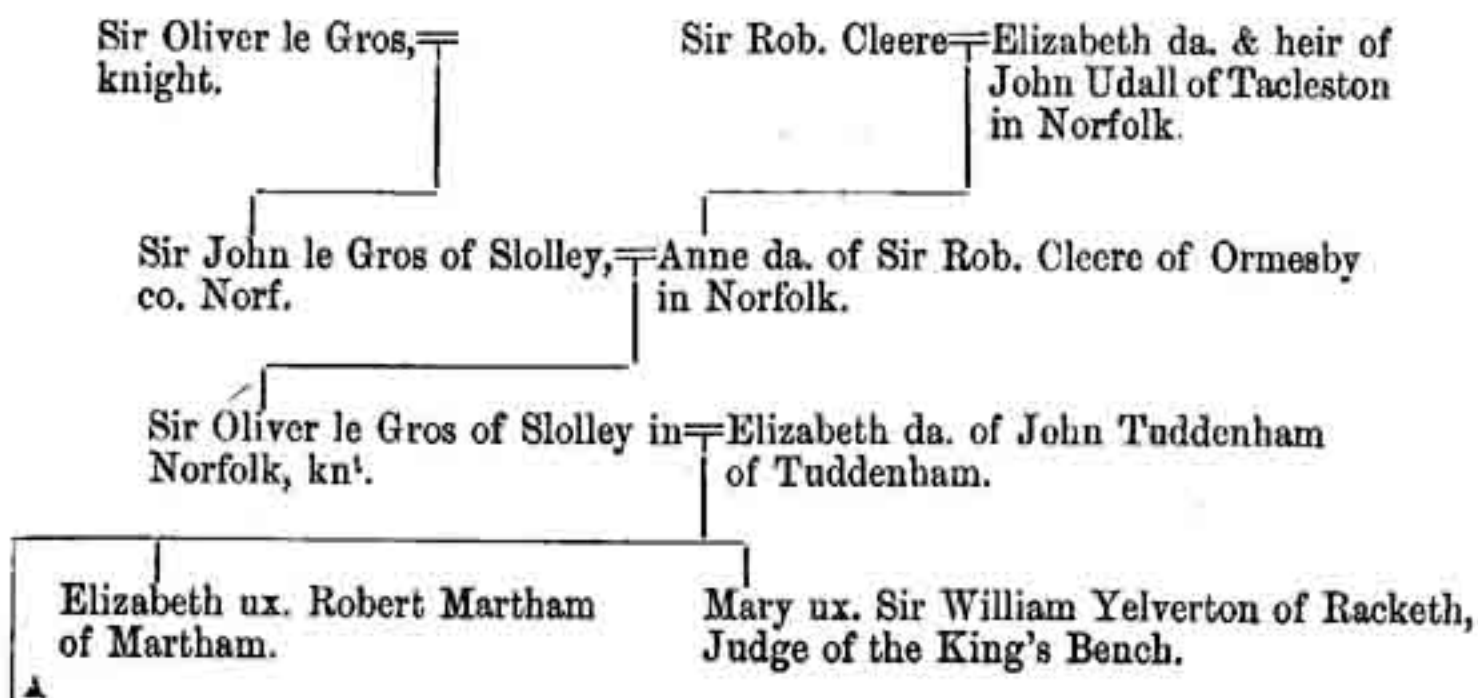 Sir Oliver le Gros,
knight.
Sir Rob. Cleere
Elizabeth da. & heir of
John Udall of Tacleston
in Norfolk.
Sir John le Gros of Slolley,
co. Norf.
Anne da. of Sir Rob. Cleere of Ormesby
in Norfolk.
Sir Oliver le Gros of Slolley in
Norfolk, knᵗ.
Elizabeth da. of John Tuddenham
of Tuddenham.
Elizabeth ux. Robert Martham
of Martham.
Mary ux. Sir William Yelverton of Racketh,
Judge of the King's Bench.
A